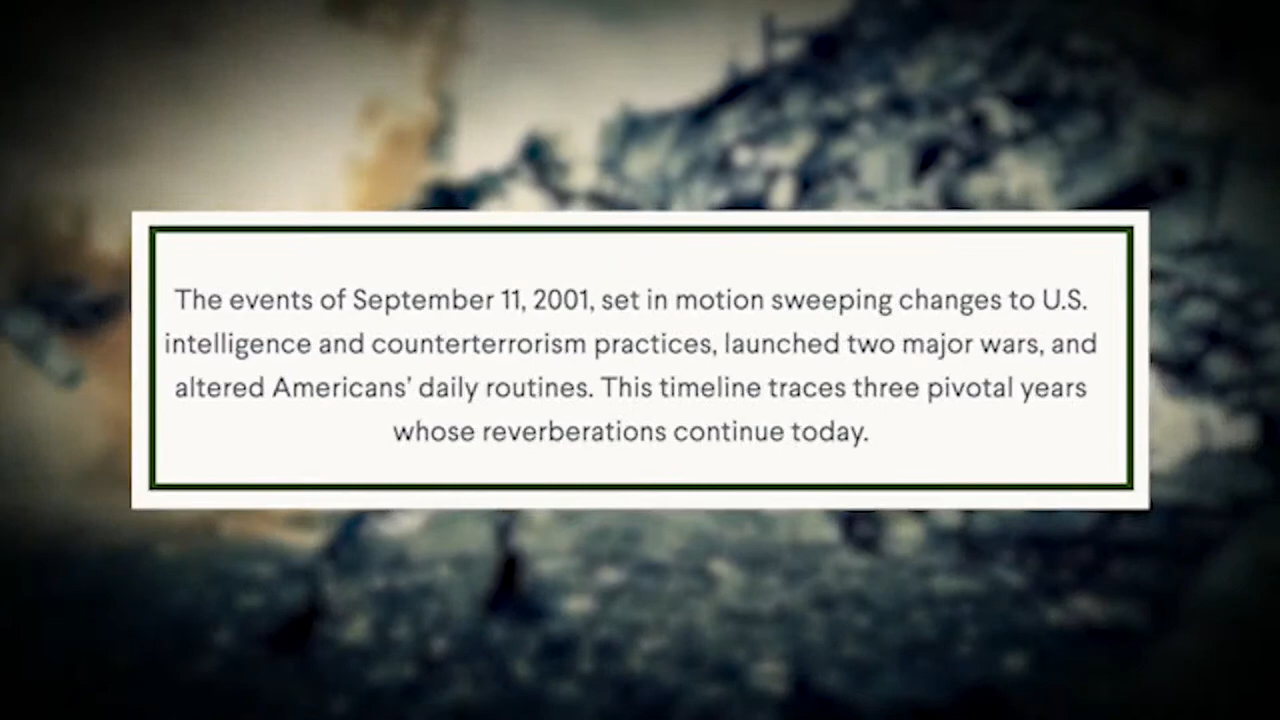 The events of September 11, 2001, set in motion sweeping changes to U.S.
intelligence and counterterrorism practices, launched two major wars, and
altered Americans’ daily routines. This timeline traces three pivotal years
whose reverberations continue today.